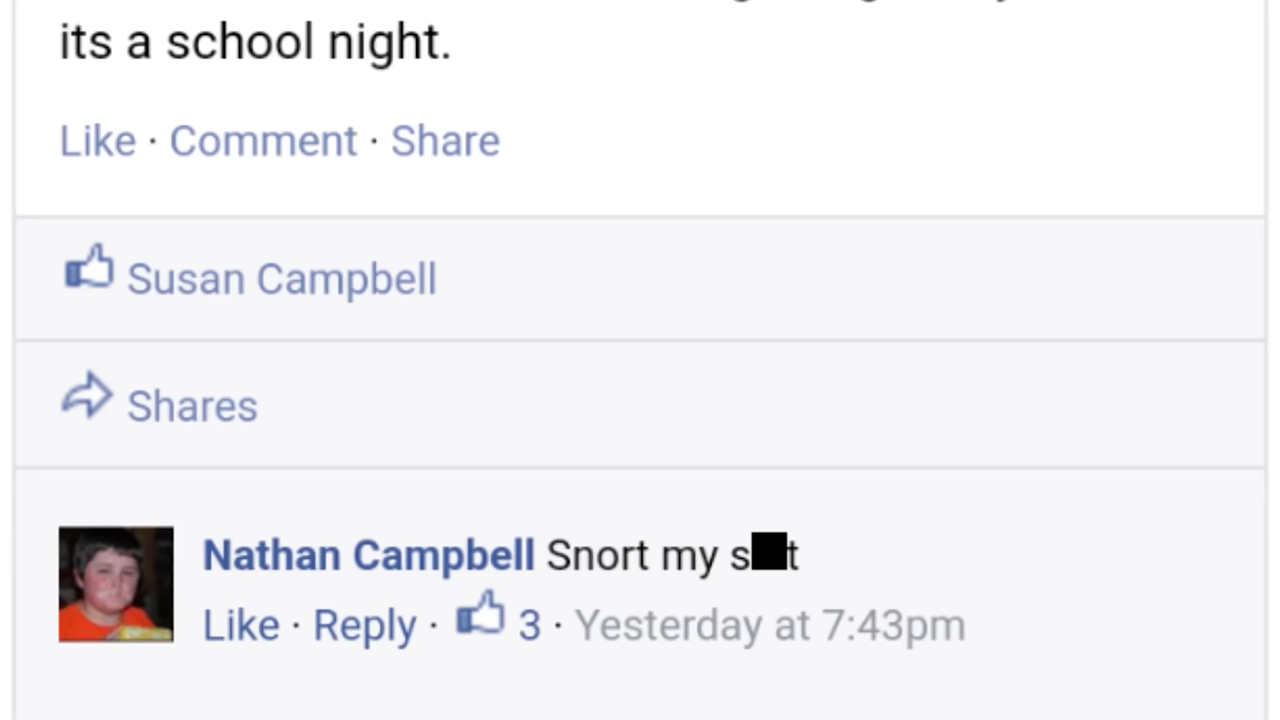 its a school night.
Like · Comment · Share
Susan Campbell
Shares
Nathan Campbell Snort my s██t
Like · Reply · 3 · Yesterday at 7:43pm